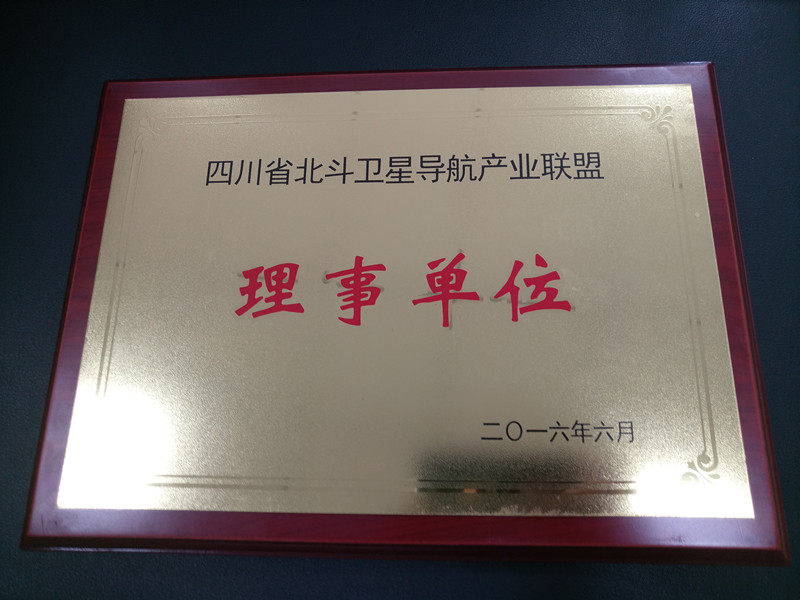 四川省北斗卫星导航产业联盟
理事单位
二〇一六年六月